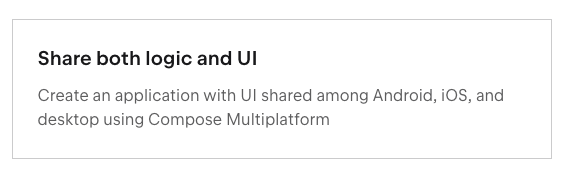 Share both logic and UI
Create an application with UI shared among Android, iOS, and
desktop using Compose Multiplatform